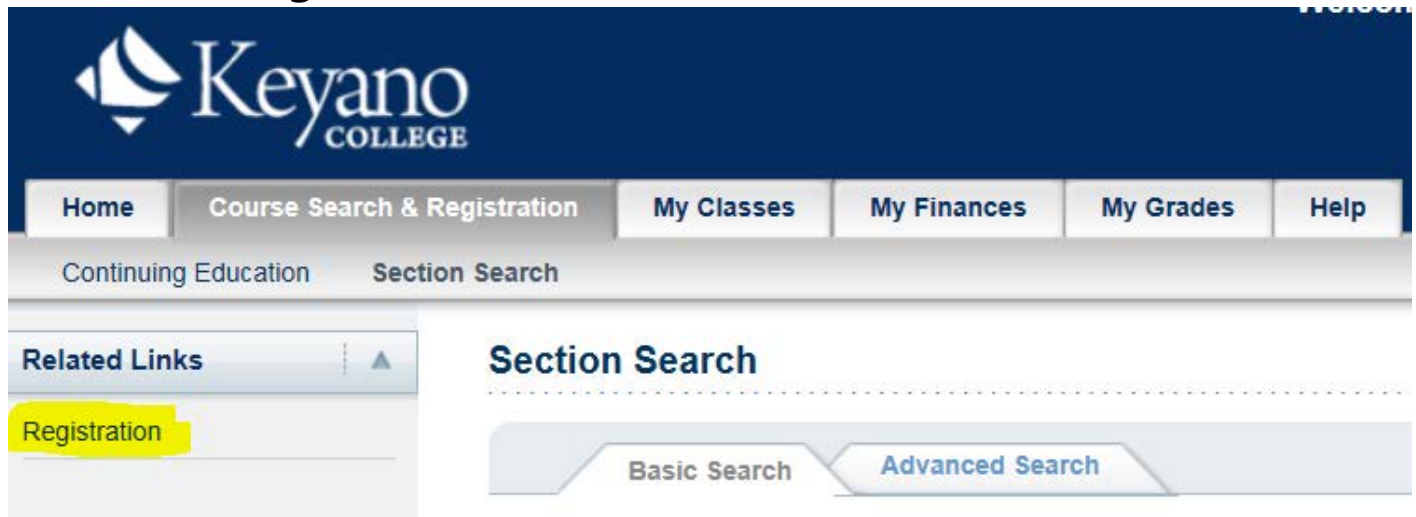 Keyano
COLLEGE
Home Course Search & Registration My Classes My Finances My Grades Help
Continuing Education Section Search
Related Links
Section Search
Registration
Basic Search Advanced Search